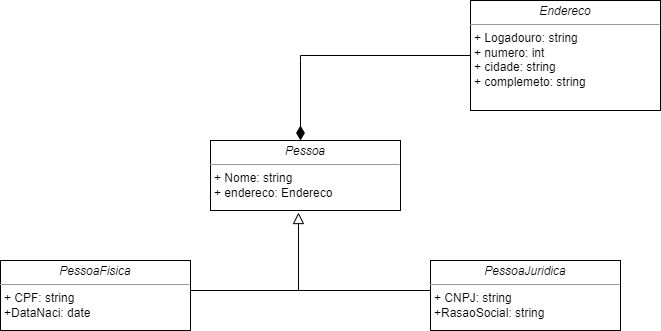 Endereco
+ Logadouro: string
+ numero: int
+ cidade: string
+ complemeto: string
Pessoa
+ Nome: string
+ endereco: Endereco
PessoaFisica
+ CPF: string
+DataNaci: date
PessoaJuridica
+ CNPJ: string
+RasaoSocial: string